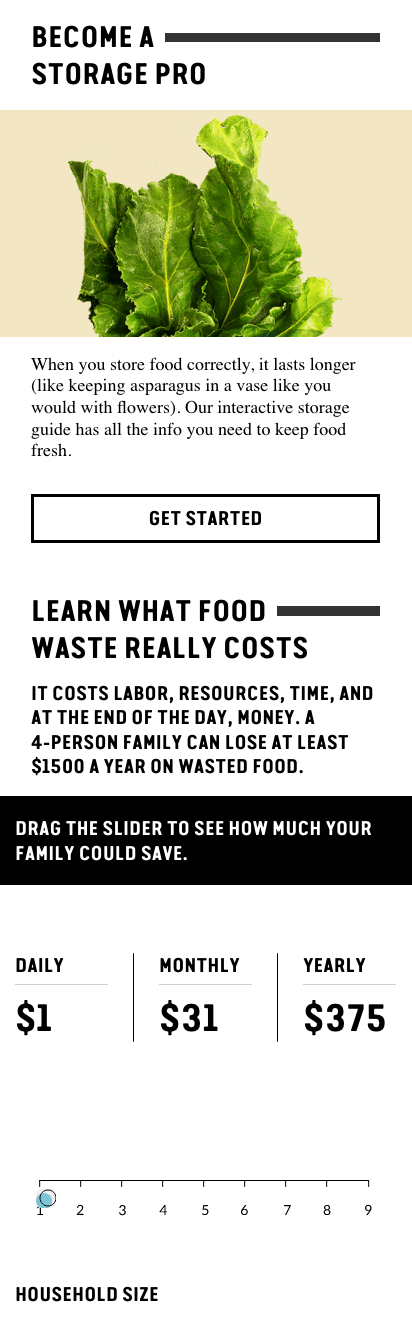 BECOME A
STORAGE PRO
When you store food correctly, it lasts longer
(like keeping asparagus in a vase like you
would with flowers). Our interactive storage
guide has all the info you need to keep food
fresh.
GET STARTED
LEARN WHAT FOOD
WASTE REALLY COSTS
IT COSTS LABOR, RESOURCES, TIME, AND
AT THE END OF THE DAY, MONEY. A
4-PERSON FAMILY CAN LOSE AT LEAST
$1500 A YEAR ON WASTED FOOD.
DRAG THE SLIDER TO SEE HOW MUCH YOUR
FAMILY COULD SAVE.
DAILY MONTHLY YEARLY
$1 $31 $375
1 2 3 4 5 6 7 8 9
HOUSEHOLD SIZE